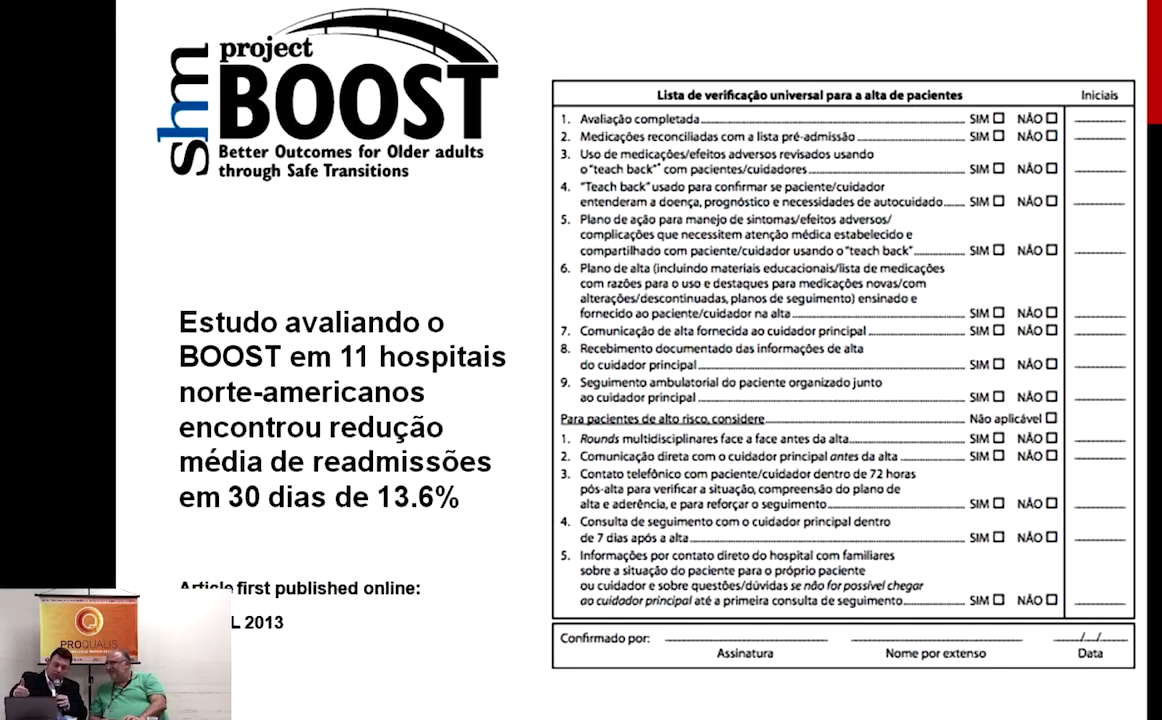 shm
project
BOOST
Better Outcomes for Older adults
through Safe Transitions
Estudo avaliando o
BOOST em 11 hospitais
norte-americanos
encontrou redução
média de readmissões
em 30 dias de 13.6%
Article first published online:
L 2013
PROQUALIS
Lista de verificação universal para a alta de pacientes Iniciais
1. Avaliação completada SIM ☐ NÃO ☐
2. Medicações reconciliadas com a lista pré-admissão SIM ☐ NÃO ☐
3. Uso de medicações/efeitos adversos revisados usando
o "teach back"* com pacientes/cuidadores SIM ☐ NÃO ☐
4. "Teach back" usado para confirmar se paciente/cuidador
entenderam a doença, prognóstico e necessidades de autocuidado SIM ☐ NÃO ☐
5. Plano de ação para manejo de sintomas/efeitos adversos/
complicações que necessitem atenção médica estabelecido e
compartilhado com paciente/cuidador usando o "teach back" SIM ☐ NÃO ☐
6. Plano de alta (incluindo materiais educacionais/lista de medicações
com razões para o uso e destaques para medicações novas/com
alterações/descontinuadas, planos de seguimento) ensinado e
fornecido ao paciente/cuidador na alta SIM ☐ NÃO ☐
7. Comunicação de alta fornecida ao cuidador principal SIM ☐ NÃO ☐
8. Recebimento documentado das informações de alta
do cuidador principal SIM ☐ NÃO ☐
9. Seguimento ambulatorial do paciente organizado junto
ao cuidador principal SIM ☐ NÃO ☐
Para pacientes de alto risco, considere Não aplicável ☐
1. Rounds multidisciplinares face a face antes da alta SIM ☐ NÃO ☐
2. Comunicação direta com o cuidador principal antes da alta SIM ☐ NÃO ☐
3. Contato telefônico com paciente/cuidador dentro de 72 horas
pós-alta para verificar a situação, compreensão do plano de
alta e aderência, e para reforçar o seguimento SIM ☐ NÃO ☐
4. Consulta de seguimento com o cuidador principal dentro
de 7 dias após a alta SIM ☐ NÃO ☐
5. Informações por contato direto do hospital com familiares
sobre a situação do paciente para o próprio paciente
ou cuidador e sobre questões/dúvidas se não for possível chegar
ao cuidador principal até a primeira consulta de seguimento SIM ☐ NÃO ☐
Confirmado por: __/__/__
Assinatura Nome por extenso Data